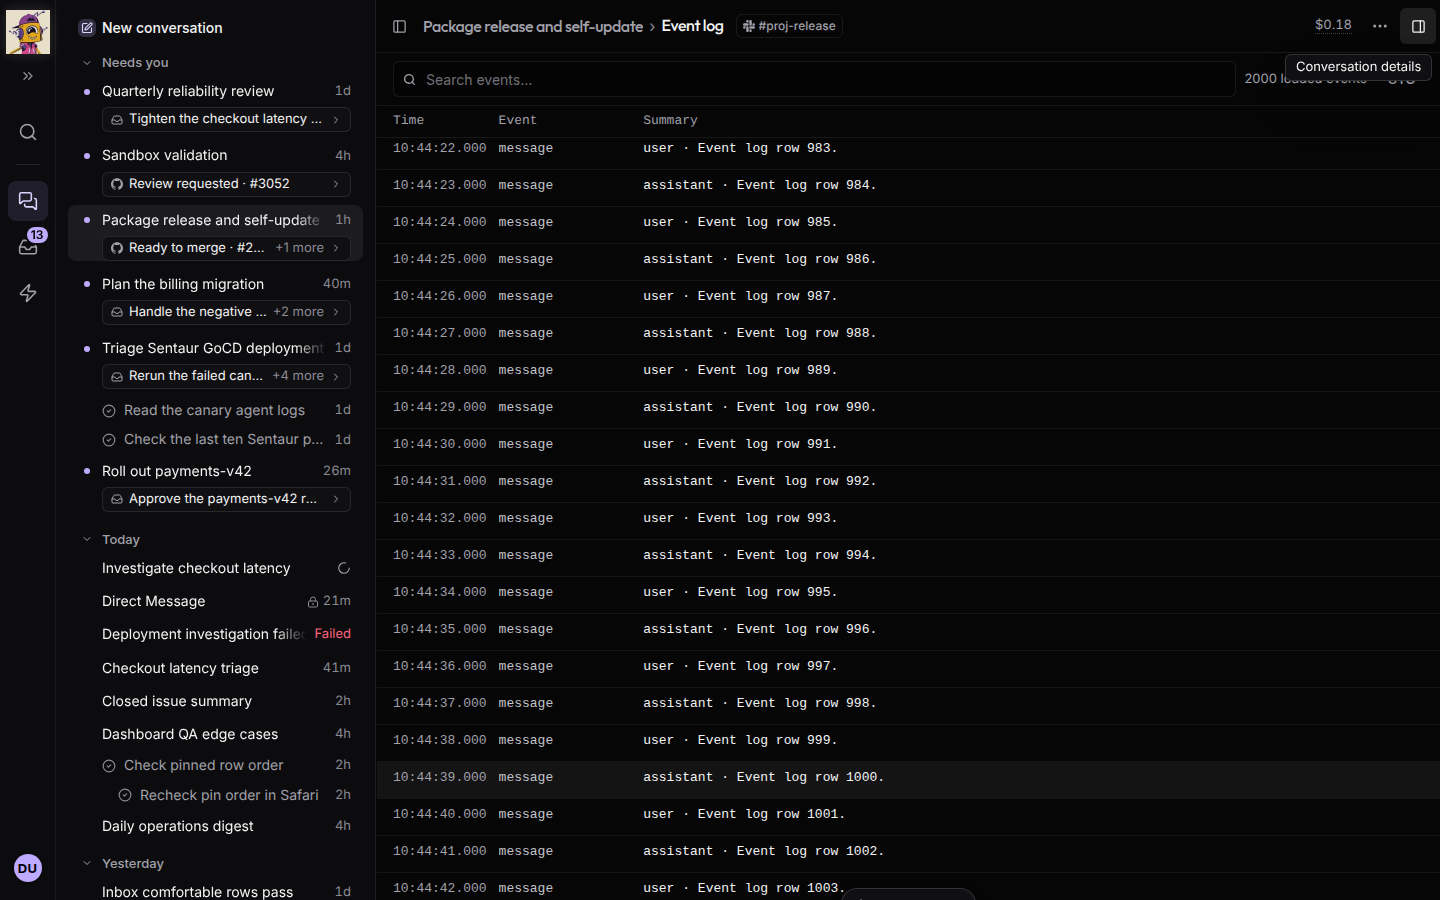 New conversation
Needs you
Quarterly reliability review 1d
Tighten the checkout latency ...
Sandbox validation 4h
Review requested · #3052
Package release and self-update 1h
Ready to merge · #2... +1 more
Plan the billing migration 40m
Handle the negative ... +2 more
Triage Sentaur GoCD deployment 1d
Rerun the failed can... +4 more
Read the canary agent logs 1d
Check the last ten Sentaur p... 1d
Roll out payments-v42 26m
Approve the payments-v42 r...
Today
Investigate checkout latency
Direct Message 21m
Deployment investigation failed Failed
Checkout latency triage 41m
Closed issue summary 2h
Dashboard QA edge cases 4h
Check pinned row order 2h
Recheck pin order in Safari 2h
Daily operations digest 4h
Yesterday
Inbox comfortable rows pass 1d
13
DU
Package release and self-update › Event log #proj-release
$0.18
Conversation details
Search events...
2000 loaded events
Time Event Summary
10:44:22.000 message user · Event log row 983.
10:44:23.000 message assistant · Event log row 984.
10:44:24.000 message user · Event log row 985.
10:44:25.000 message assistant · Event log row 986.
10:44:26.000 message user · Event log row 987.
10:44:27.000 message assistant · Event log row 988.
10:44:28.000 message user · Event log row 989.
10:44:29.000 message assistant · Event log row 990.
10:44:30.000 message user · Event log row 991.
10:44:31.000 message assistant · Event log row 992.
10:44:32.000 message user · Event log row 993.
10:44:33.000 message assistant · Event log row 994.
10:44:34.000 message user · Event log row 995.
10:44:35.000 message assistant · Event log row 996.
10:44:36.000 message user · Event log row 997.
10:44:37.000 message assistant · Event log row 998.
10:44:38.000 message user · Event log row 999.
10:44:39.000 message assistant · Event log row 1000.
10:44:40.000 message user · Event log row 1001.
10:44:41.000 message assistant · Event log row 1002.
10:44:42.000 message user · Event log row 1003.